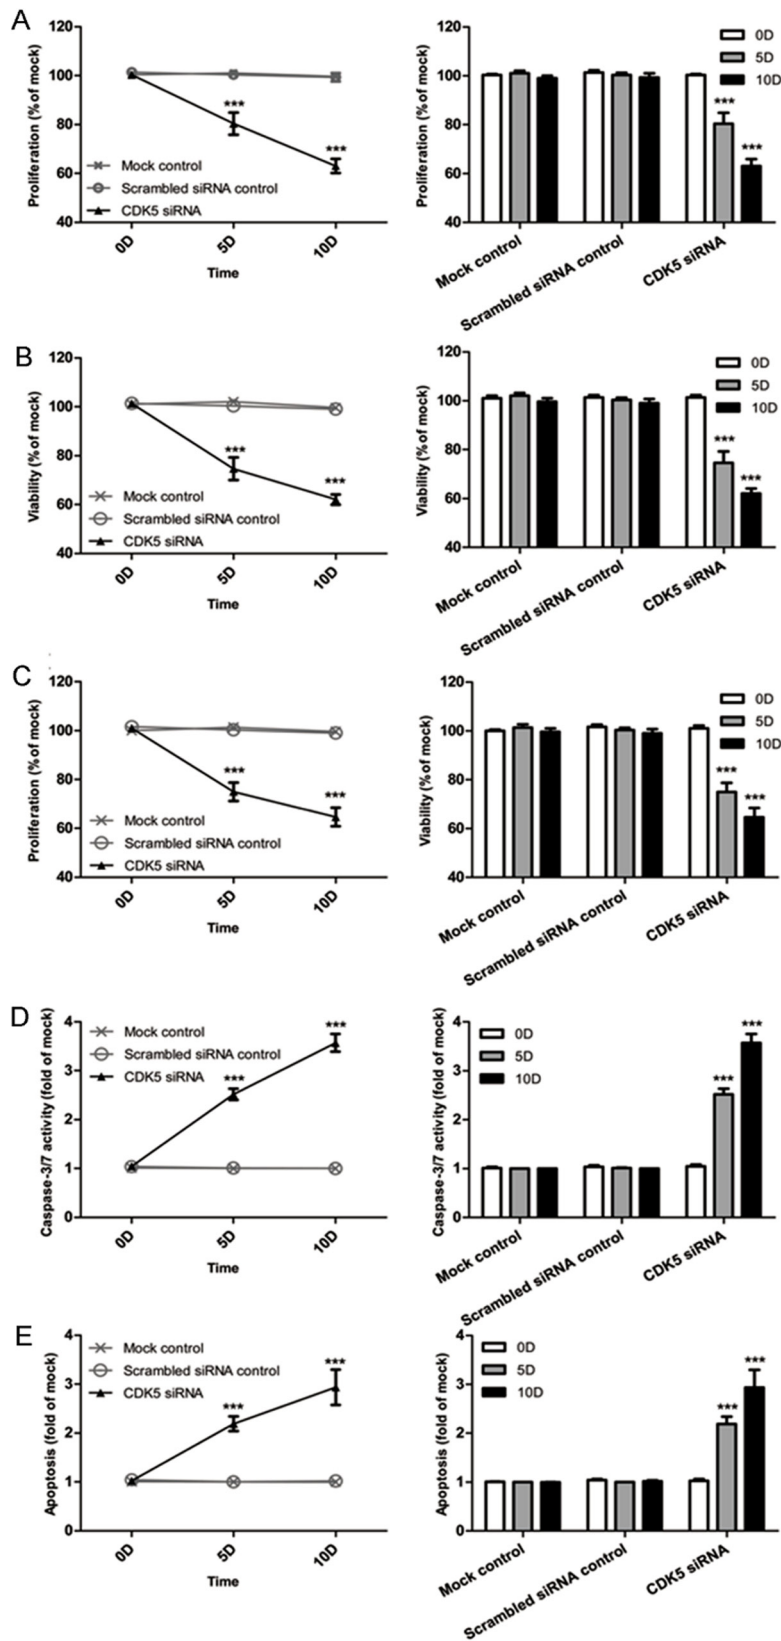 A
Proliferation (% of mock)
120
100
80
60
40
***
***
Mock control
Scrambled siRNA control
CDK5 siRNA
0D
5D
10D
Time
Proliferation (% of mock)
120
100
80
60
40
0D
5D
10D
***
***
Mock control
Scrambled siRNA control
CDK5 siRNA
B
Viability (% of mock)
120
100
80
60
40
***
***
Mock control
Scrambled siRNA control
CDK5 siRNA
0D
5D
10D
Time
Viability (% of mock)
120
100
80
60
40
0D
5D
10D
***
***
Mock control
Scrambled siRNA control
CDK5 siRNA
C
Proliferation (% of mock)
120
100
80
60
40
***
***
Mock control
Scrambled siRNA control
CDK5 siRNA
0D
5D
10D
Time
Viability (% of mock)
120
100
80
60
40
0D
5D
10D
***
***
Mock control
Scrambled siRNA control
CDK5 siRNA
D
Caspase-3/7 activity (fold of mock)
4
3
2
1
0
Mock control
Scrambled siRNA control
CDK5 siRNA
***
***
0D
5D
10D
Time
Caspase-3/7 activity (fold of mock)
4
3
2
1
0
0D
5D
10D
***
***
Mock control
Scrambled siRNA control
CDK5 siRNA
E
Apoptosis (fold of mock)
4
3
2
1
0
Mock control
Scrambled siRNA control
CDK5 siRNA
***
***
0D
5D
10D
Time
Apoptosis (fold of mock)
4
3
2
1
0
0D
5D
10D
***
***
Mock control
Scrambled siRNA control
CDK5 siRNA